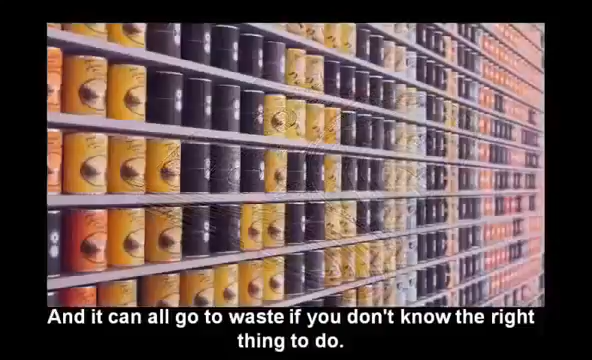 And it can all go to waste if you don't know the right
thing to do.